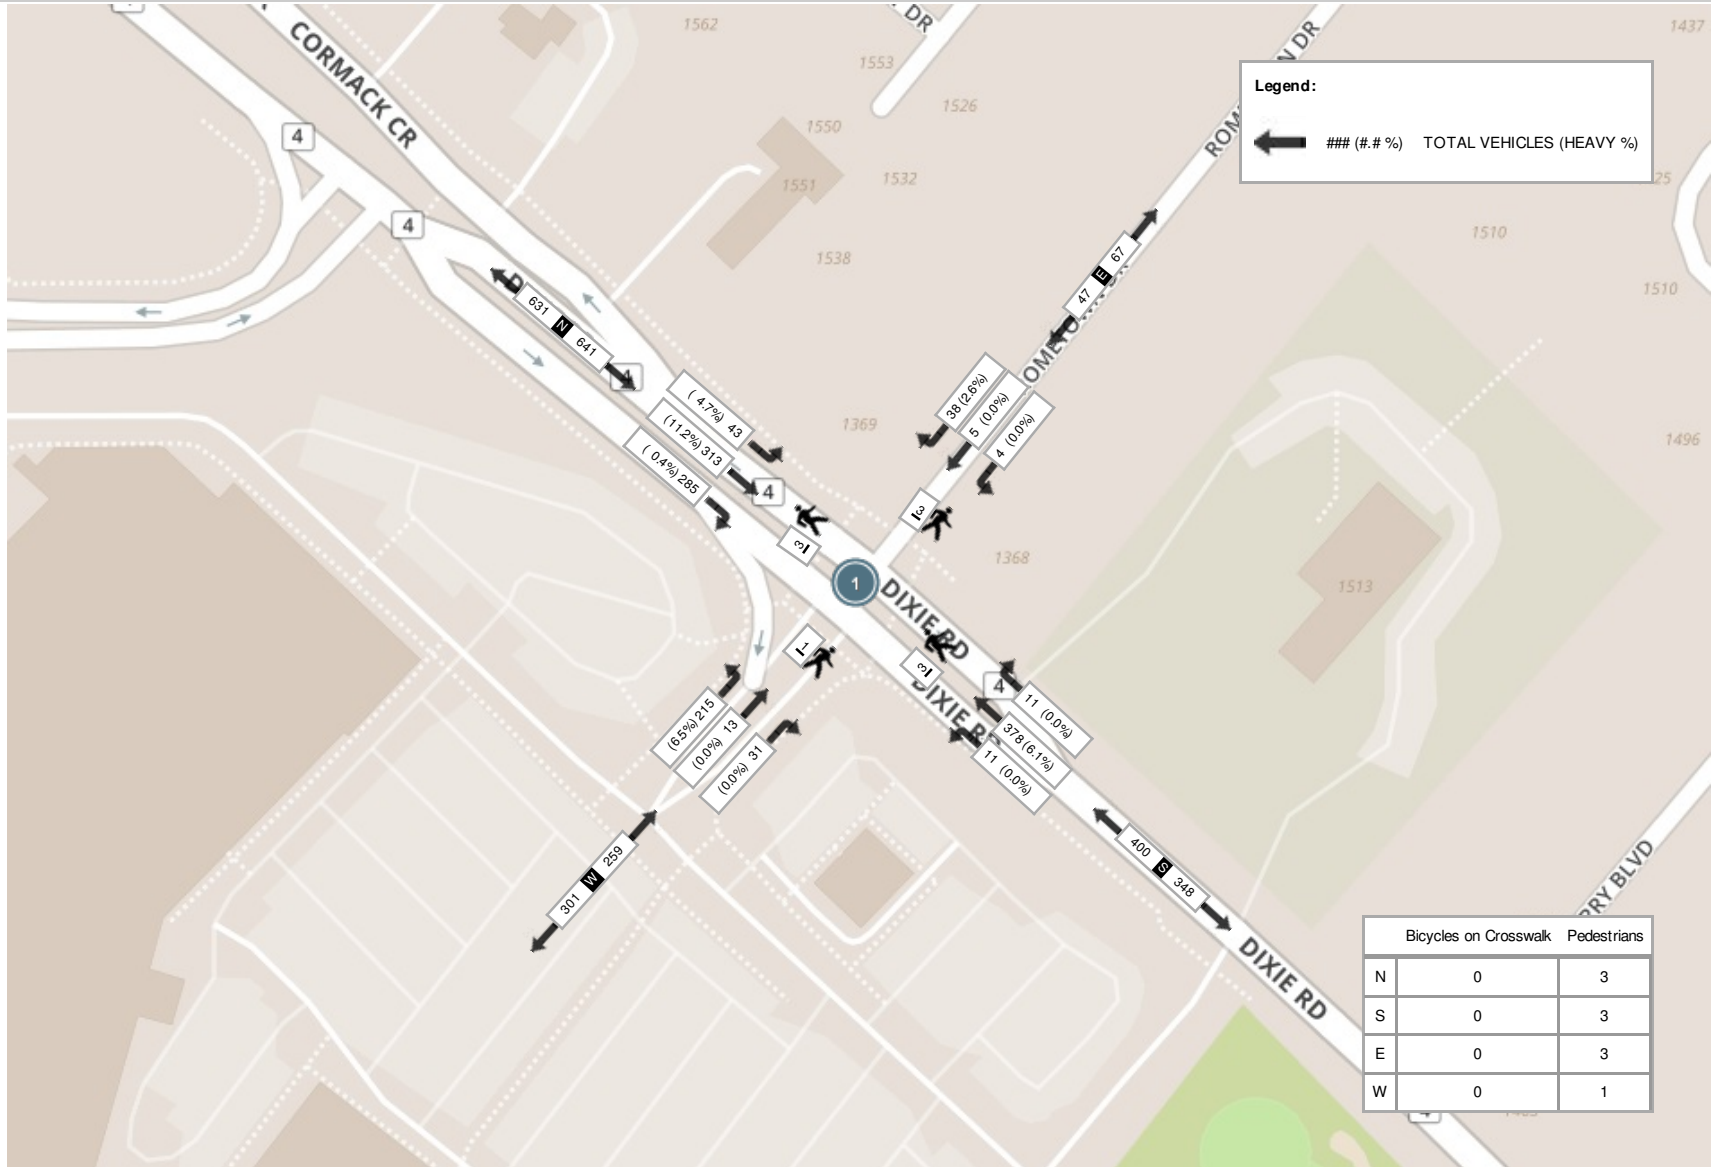 CORMACK CR
DR
N DR
ROM
1562
1553
1437
1526
1550
1551
1532
1538
1510
1510
1369
1496
1368
1513
4
4
4
4
4
Legend:
### (#.# %) TOTAL VEHICLES (HEAVY %)
67 E 47
631 N 641
( 4.7%) 43
(11.2%) 313
( 0.4%) 285
38 (2.6%)
5 (0.0%)
4 (0.0%)
3
3
1
DIXIE RD
1
3
DIXIE RD
(6.5%) 215
(0.0%) 13
(0.0%) 31
11 (0.0%)
378 (6.1%)
11 (0.0%)
301 W 259
400 S 348
DIXIE RD
RRY BLVD
Bicycles on Crosswalk Pedestrians
N 0 3
S 0 3
E 0 3
W 0 1